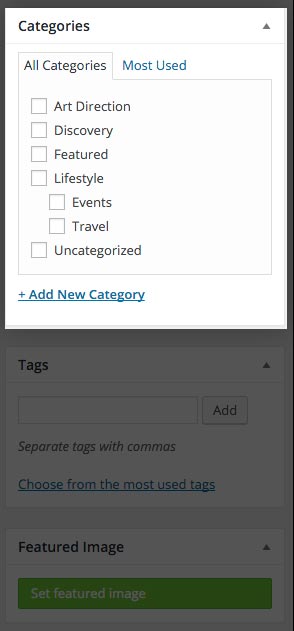 Categories
All Categories Most Used
Art Direction
Discovery
Featured
Lifestyle
Events
Travel
Uncategorized
+ Add New Category
Tags
Add
Separate tags with commas
Choose from the most used tags
Featured Image
Set featured image